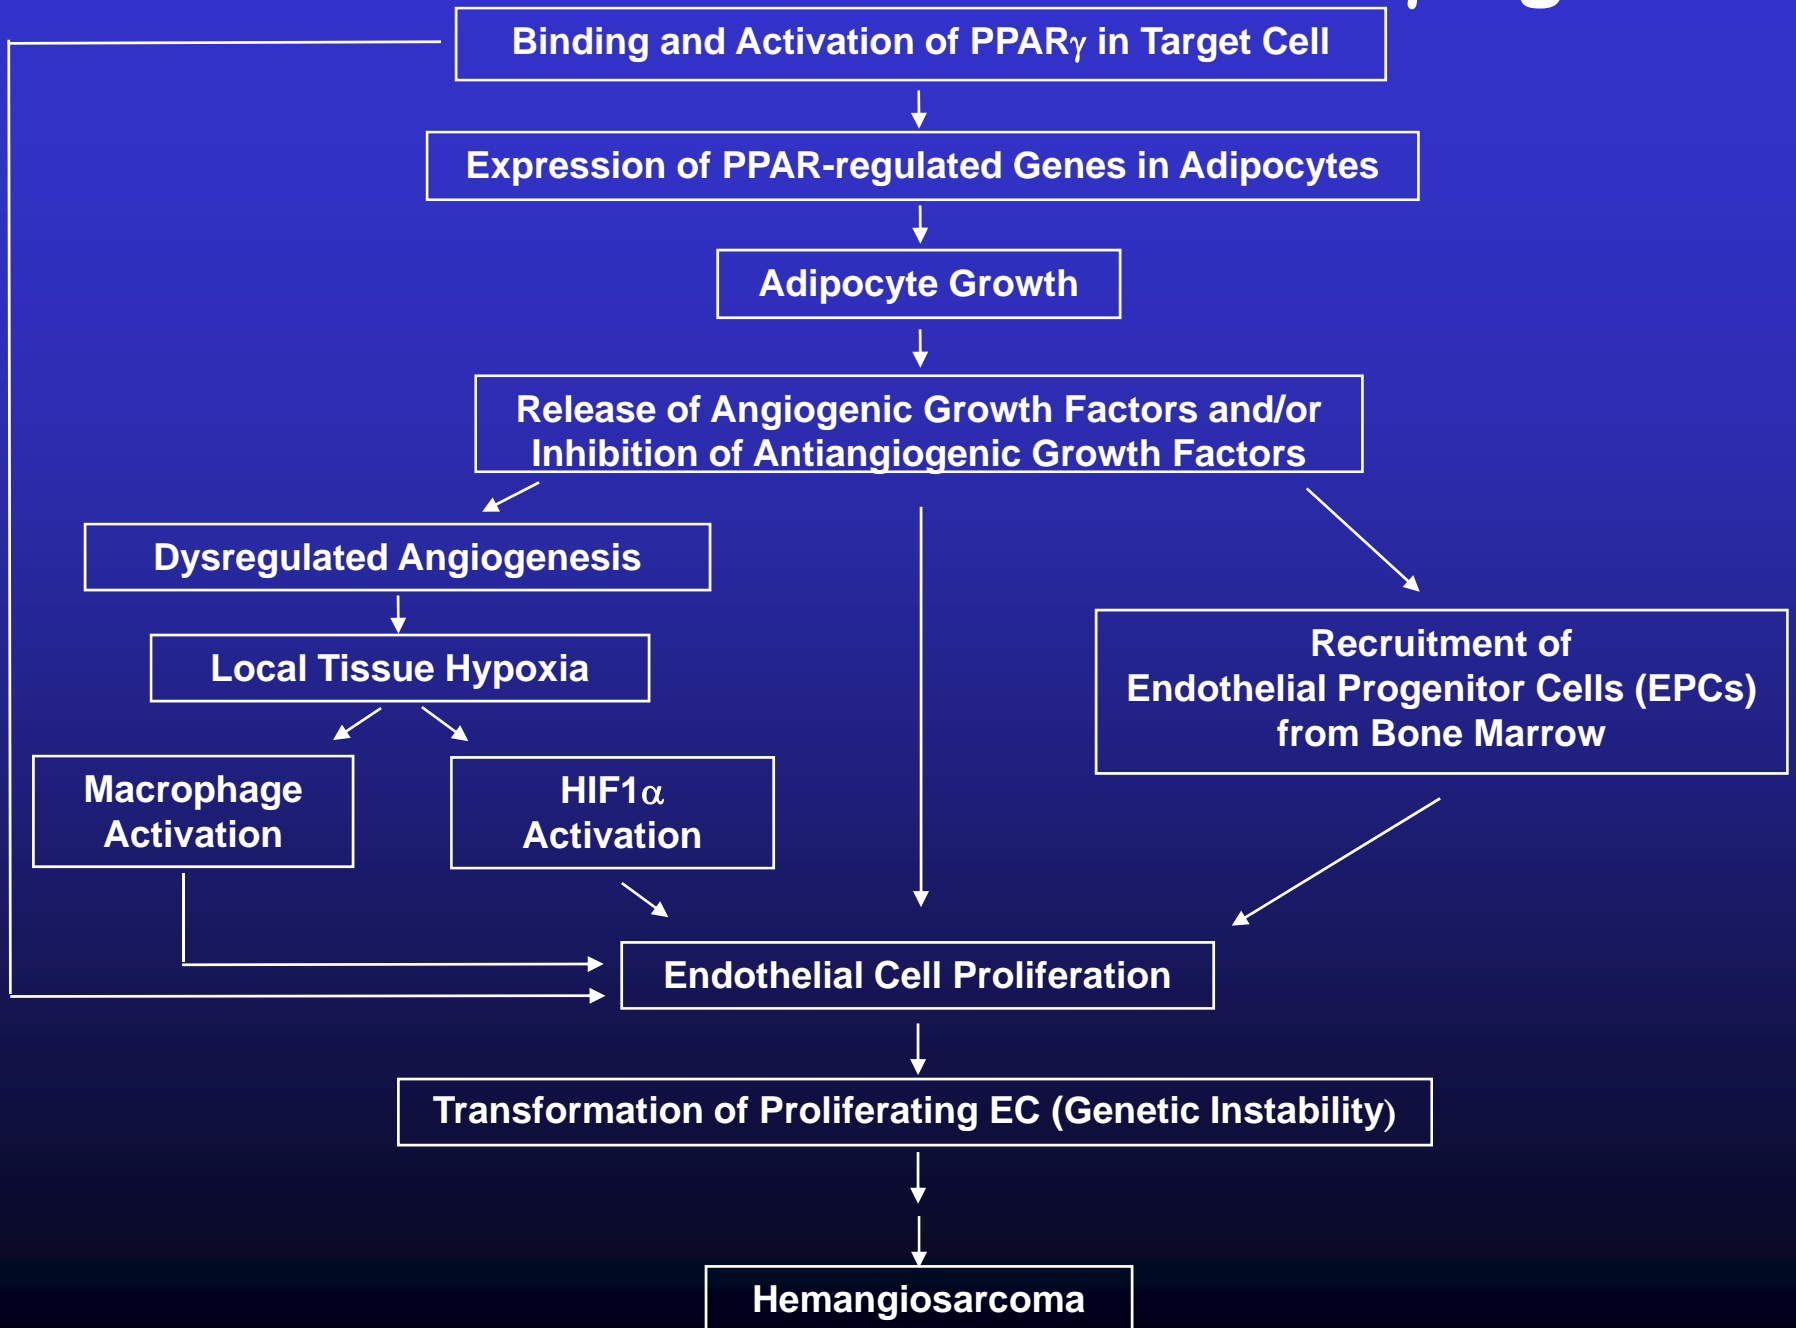 Binding and Activation of PPARγ in Target Cell
Expression of PPAR-regulated Genes in Adipocytes
Adipocyte Growth
Release of Angiogenic Growth Factors and/or
Inhibition of Antiangiogenic Growth Factors
Dysregulated Angiogenesis
Local Tissue Hypoxia
Recruitment of
Endothelial Progenitor Cells (EPCs)
from Bone Marrow
Macrophage
Activation
HIF1α
Activation
Endothelial Cell Proliferation
Transformation of Proliferating EC (Genetic Instability)
Hemangiosarcoma